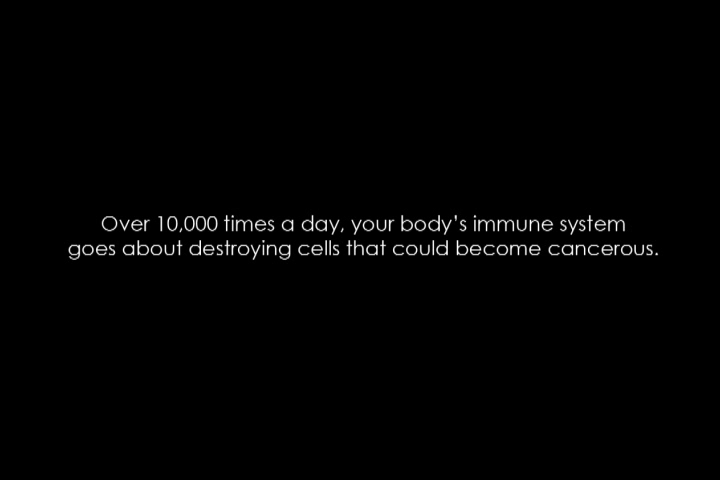 Over 10,000 times a day, your body's immune system
goes about destroying cells that could become cancerous.